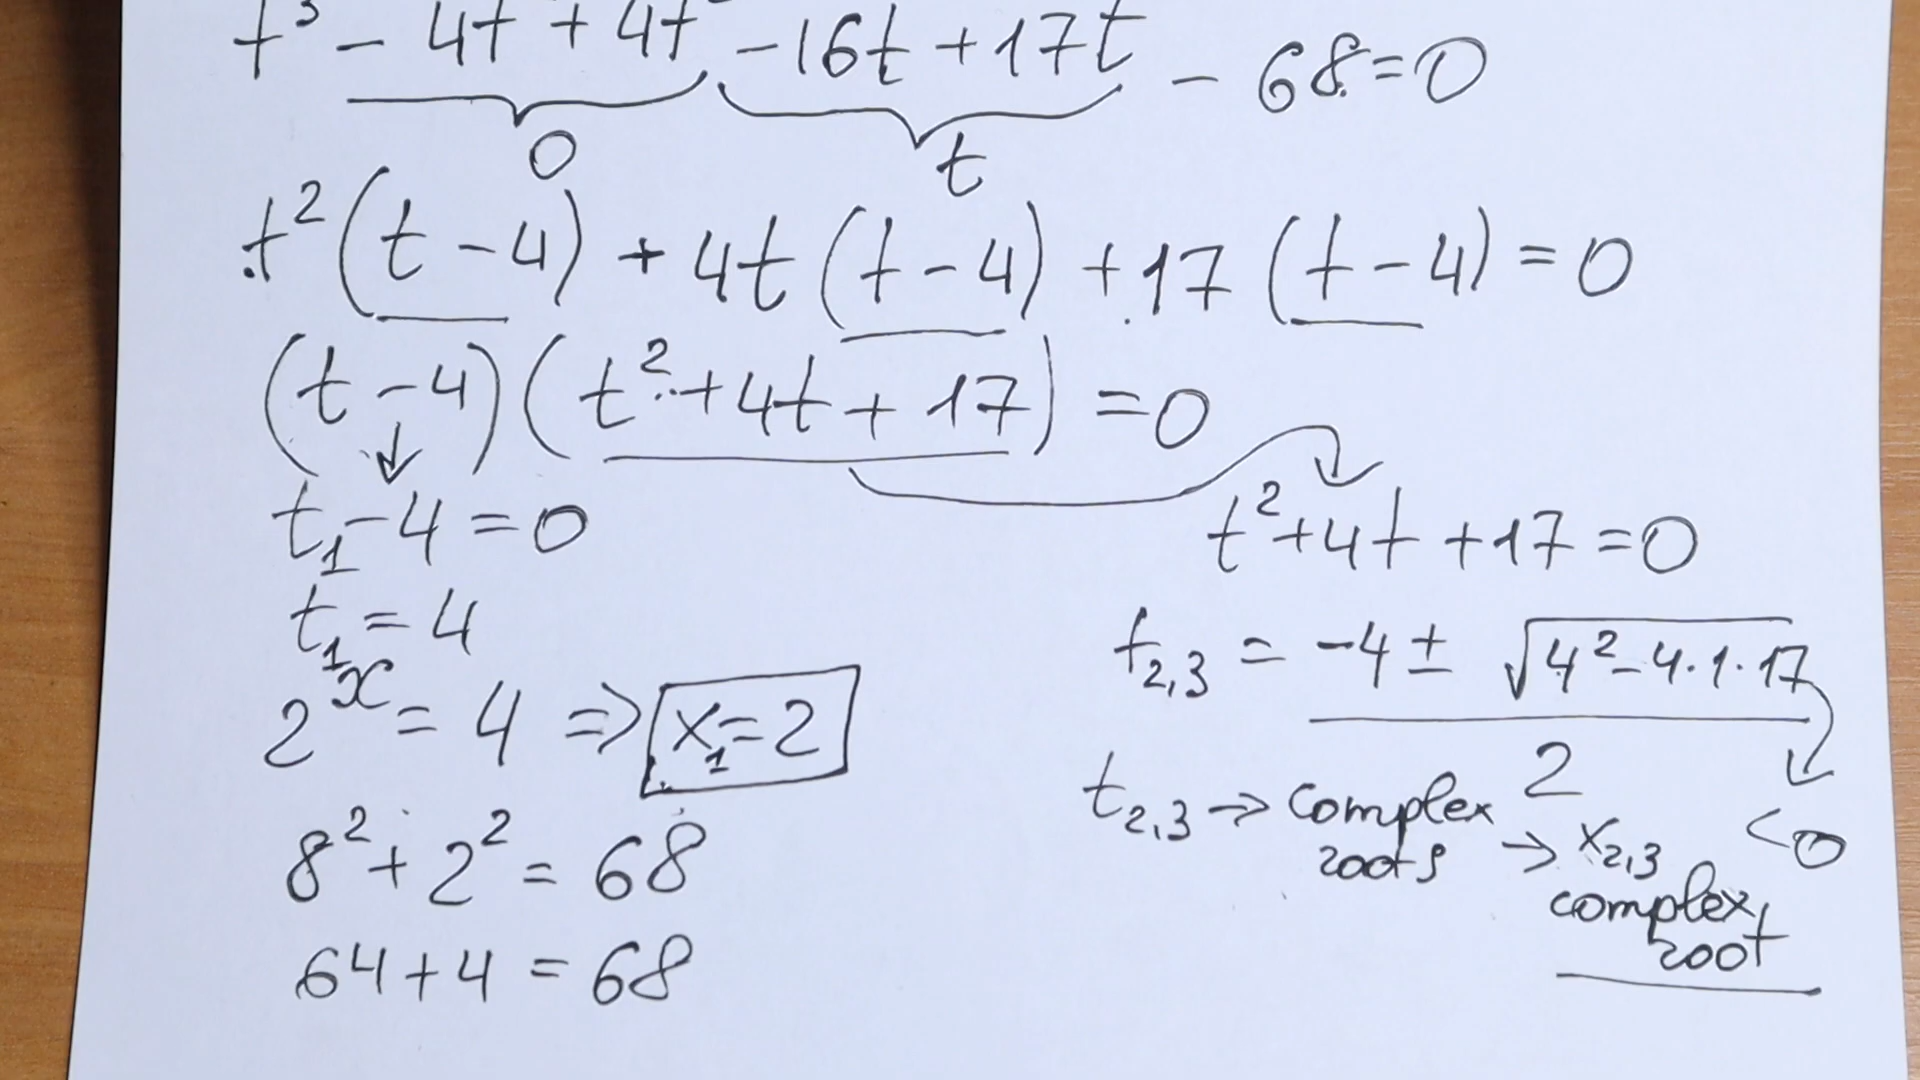 t³ - 4t² + 4t² - 16t + 17t - 68 = 0
0 t
t²(t - 4) + 4t(t - 4) + 17(t - 4) = 0
(t - 4)(t² + 4t + 17) = 0
t₁ - 4 = 0
t² + 4t + 17 = 0
t₁ = 4
t₂,₃ = -4 ± √4² - 4·1·17
2
< 0
2ˣ = 4 ⇒ x₁ = 2
t₂,₃ → complex roots → x₂,₃ complex root
8² + 2² = 68
64 + 4 = 68